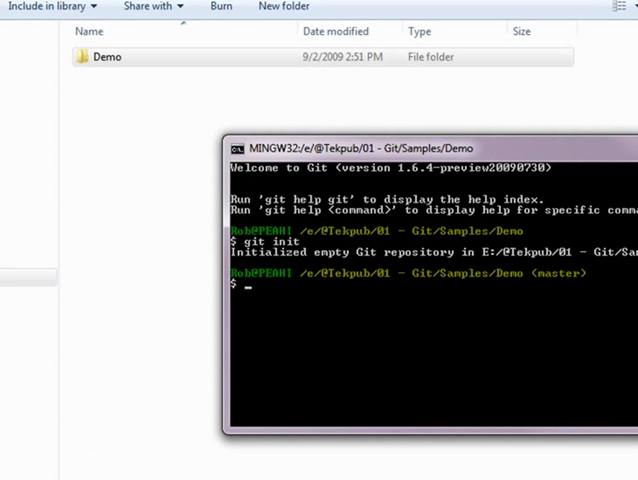 Include in library Share with Burn New folder
Name Date modified Type Size
Demo 9/2/2009 2:51 PM File folder
MINGW32:/e/@Tekpub/01 - Git/Samples/Demo
Welcome to Git (version 1.6.4-preview20090730)
Run 'git help git' to display the help index.
Run 'git help <command>' to display help for specific comma
Rob@PEAHI /e/@Tekpub/01 - Git/Samples/Demo
$ git init
Initialized empty Git repository in E:/@Tekpub/01 - Git/Sa
Rob@PEAHI /e/@Tekpub/01 - Git/Samples/Demo (master)
$ _